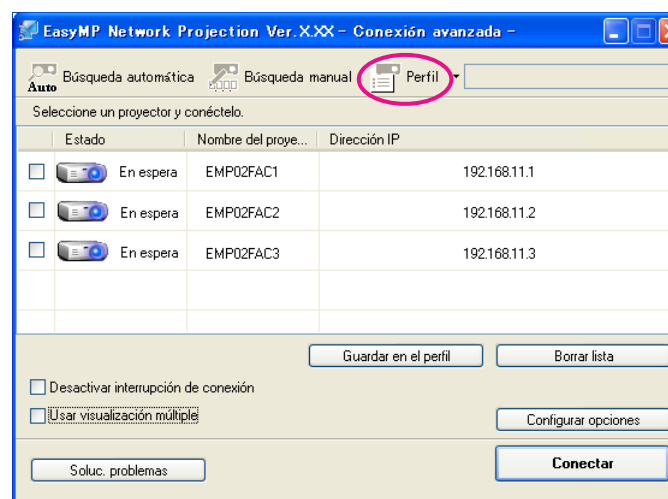 EasyMP Network Projection Ver.X.XX - Conexión avanzada -
Auto Búsqueda automática Búsqueda manual Perfil
Seleccione un proyector y conéctelo.
Estado Nombre del proye... Dirección IP
En espera EMP02FAC1 192.168.11.1
En espera EMP02FAC2 192.168.11.2
En espera EMP02FAC3 192.168.11.3
Guardar en el perfil Borrar lista
Desactivar interrupción de conexión
Usar visualización múltiple
Configurar opciones
Soluc. problemas Conectar